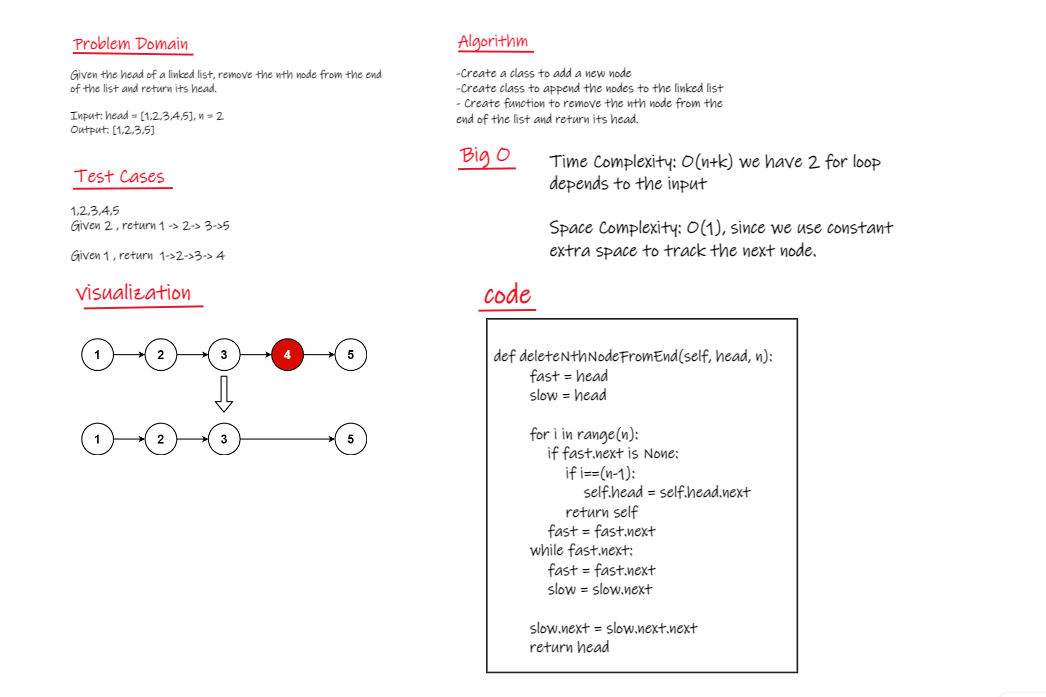 Problem Domain
Given the head of a linked list, remove the nth node from the end
of the list and return its head.
Input: head = [1,2,3,4,5], n = 2
Output: [1,2,3,5]
Test Cases
1,2,3,4,5
Given 2 , return 1 -> 2-> 3->5
Given 1 , return 1->2->3-> 4
Visualization
1 2 3 4 5
1 2 3 5
Algorithm
-Create a class to add a new node
-Create class to append the nodes to the linked list
- Create function to remove the nth node from the
end of the list and return its head.
Big O
Time Complexity: O(n+k) we have 2 for loop
depends to the input
Space Complexity: O(1), since we use constant
extra space to track the next node.
code
def deleteNthNodeFromEnd(self, head, n):
fast = head
slow = head
for i in range(n):
if fast.next is None:
if i==(n-1):
self.head = self.head.next
return self
fast = fast.next
while fast.next:
fast = fast.next
slow = slow.next
slow.next = slow.next.next
return head